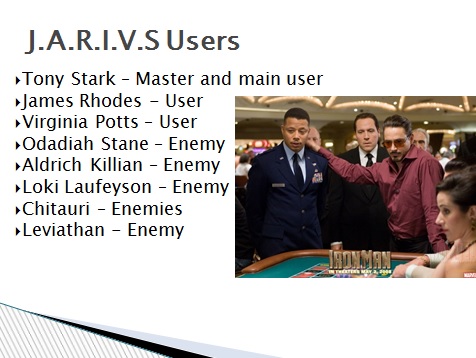 J.A.R.I.V.S Users
Tony Stark – Master and main user
James Rhodes – User
Virginia Potts – User
Odadiah Stane – Enemy
Aldrich Killian – Enemy
Loki Laufeyson – Enemy
Chitauri – Enemies
Leviathan – Enemy
IRON MAN
IN THEATERS MAY 2, 2008
MARVEL